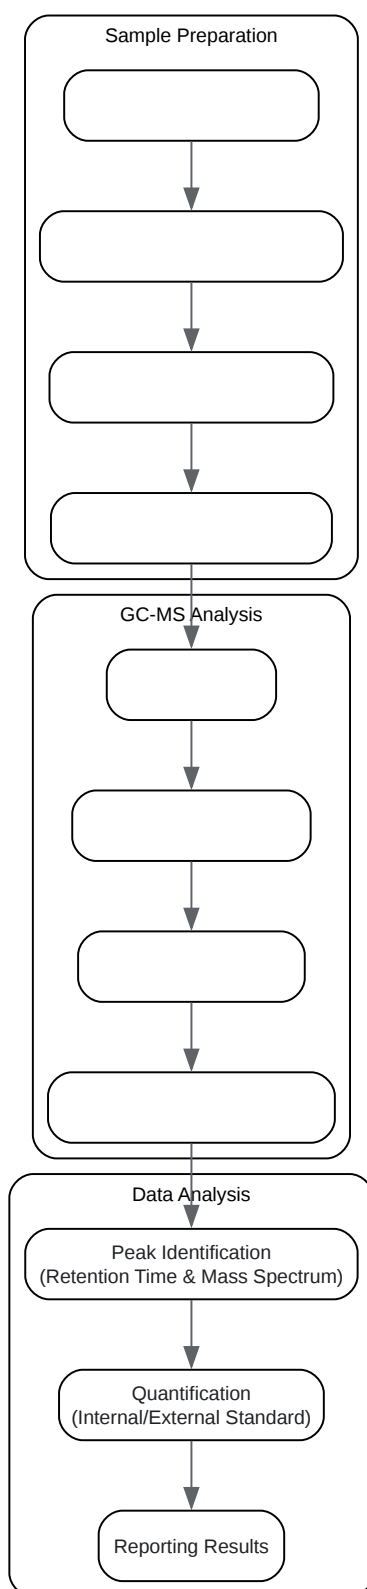 Sample Preparation
GC-MS Analysis
Data Analysis
Peak Identification
(Retention Time & Mass Spectrum)
Quantification
(Internal/External Standard)
Reporting Results